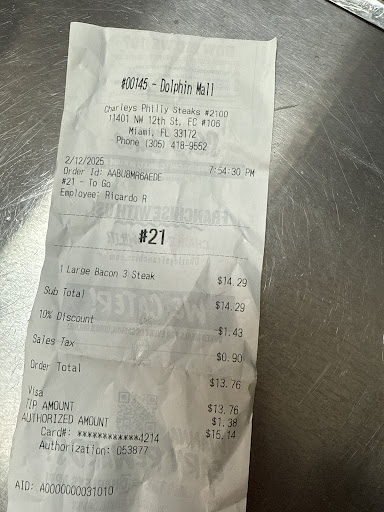 #00145 - Dolphin Mall
Charleys Philly Steaks #2100
11401 NW 12th St, FC #106
Miami, FL 33172
Phone (305) 418-9552
2/12/2025 7:54:30 PM
Order Id: AABU8MR6AEDE
#21 - To Go
Employee: Ricardo R
#21
1 Large Bacon 3 Steak $14.29
Sub Total $14.29
10% Discount -$1.43
Sales Tax $0.90
Order Total $13.76
Visa $13.76
TIP AMOUNT $1.38
AUTHORIZED AMOUNT $15.14
Card#: ************4214
Authorization: 053877
AID: A0000000031010